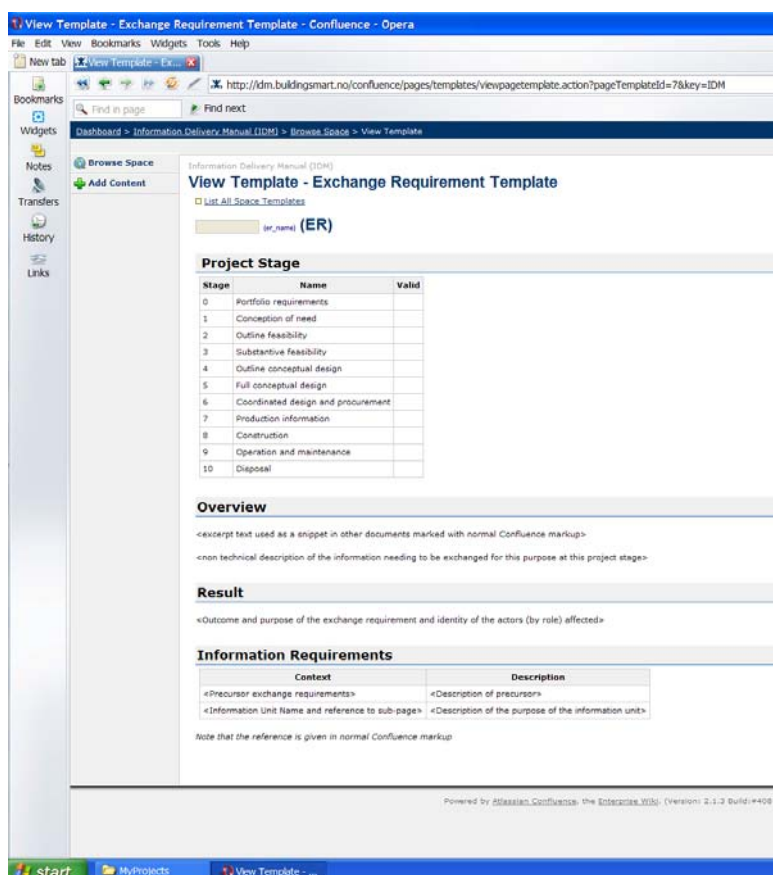 View Template - Exchange Requirement Template - Confluence - Opera
File Edit View Bookmarks Widgets Tools Help
New tab View Template - Ex...
http://idm.buildingsmart.no/confluence/pages/templates/viewpagetemplate.action?pageTemplateId=7&key=IDM
Bookmarks
Find in page Find next
Widgets
Dashboard > Information Delivery Manual (IDM) > Browse Space > View Template
Notes
Browse Space
Information Delivery Manual (IDM)
Add Content
View Template - Exchange Requirement Template
Transfers
List All Space Templates
(er_name) (ER)
History
Links
Project Stage
Stage Name Valid
0 Portfolio requirements
1 Conception of need
2 Outline feasibility
3 Substantive feasibility
4 Outline conceptual design
5 Full conceptual design
6 Coordinated design and procurement
7 Production information
8 Construction
9 Operation and maintenance
10 Disposal
Overview
<excerpt text used as a snippet in other documents marked with normal Confluence markup>
<non technical description of the information needing to be exchanged for this purpose at this project stage>
Result
<Outcome and purpose of the exchange requirement and identity of the actors (by role) affected>
Information Requirements
Context Description
<Precursor exchange requirements> <Description of precursor>
<Information Unit Name and reference to sub-page> <Description of the purpose of the information unit>
Note that the reference is given in normal Confluence markup
Powered by Atlassian Confluence, the Enterprise Wiki. (Version: 2.1.3 Build:#408
start MyProjects View Template - ...